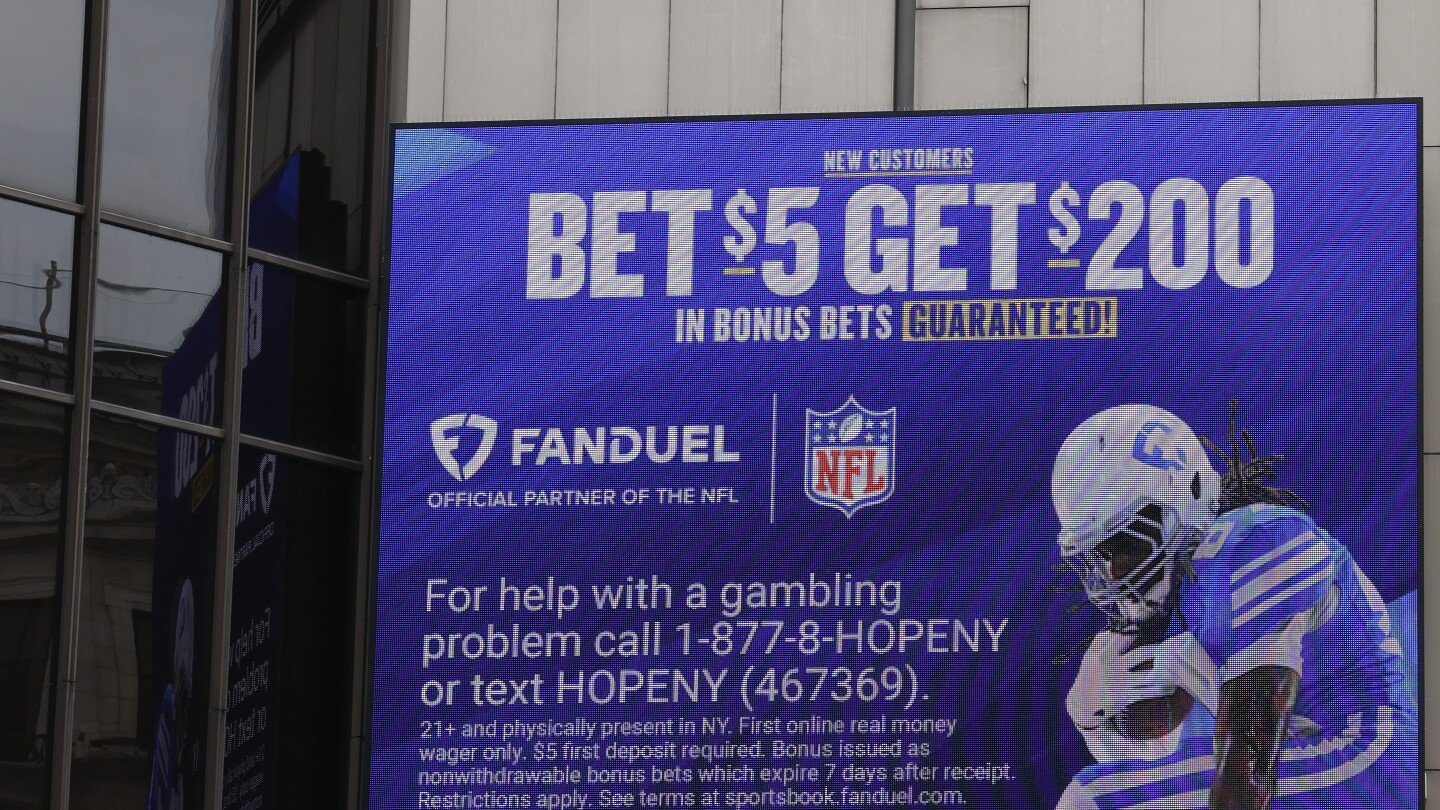 NEW CUSTOMERS
BET $5 GET $200
IN BONUS BETS GUARANTEED!
FANDUEL
OFFICIAL PARTNER OF THE NFL
NFL
For help with a gambling
problem call 1-877-8-HOPENY
or text HOPENY (467369).
21+ and physically present in NY. First online real money
wager only. $5 first deposit required. Bonus issued as
nonwithdrawable bonus bets which expire 7 days after receipt.
Restrictions apply. See terms at sportsbook.fanduel.com.